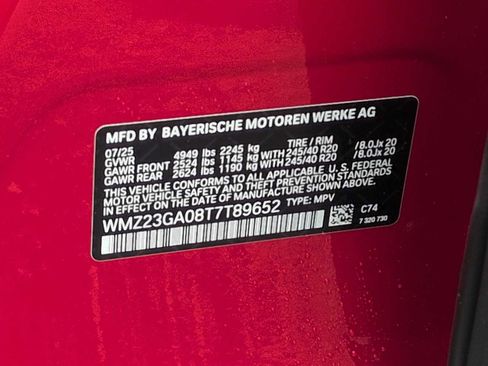 MFD BY BAYERISCHE MOTOREN WERKE AG
07/25 TIRE / RIM
GVWR 4949 lbs 2245 kg
GAWR FRONT 2524 lbs 1145 kg WITH 245/40 R20 /8.0Jx 20
GAWR REAR 2624 lbs 1190 kg WITH 245/40 R20 /8.0Jx 20
THIS VEHICLE CONFORMS TO ALL APPLICABLE U.S. FEDERAL
MOTOR VEHICLE SAFETY AND THEFT PREVENTION STANDARDS
IN EFFECT ON THE DATE OF MANUFACTURE SHOWN ABOVE.
WMZ23GA08T7T89652 TYPE: MPV
C74
7 320 730